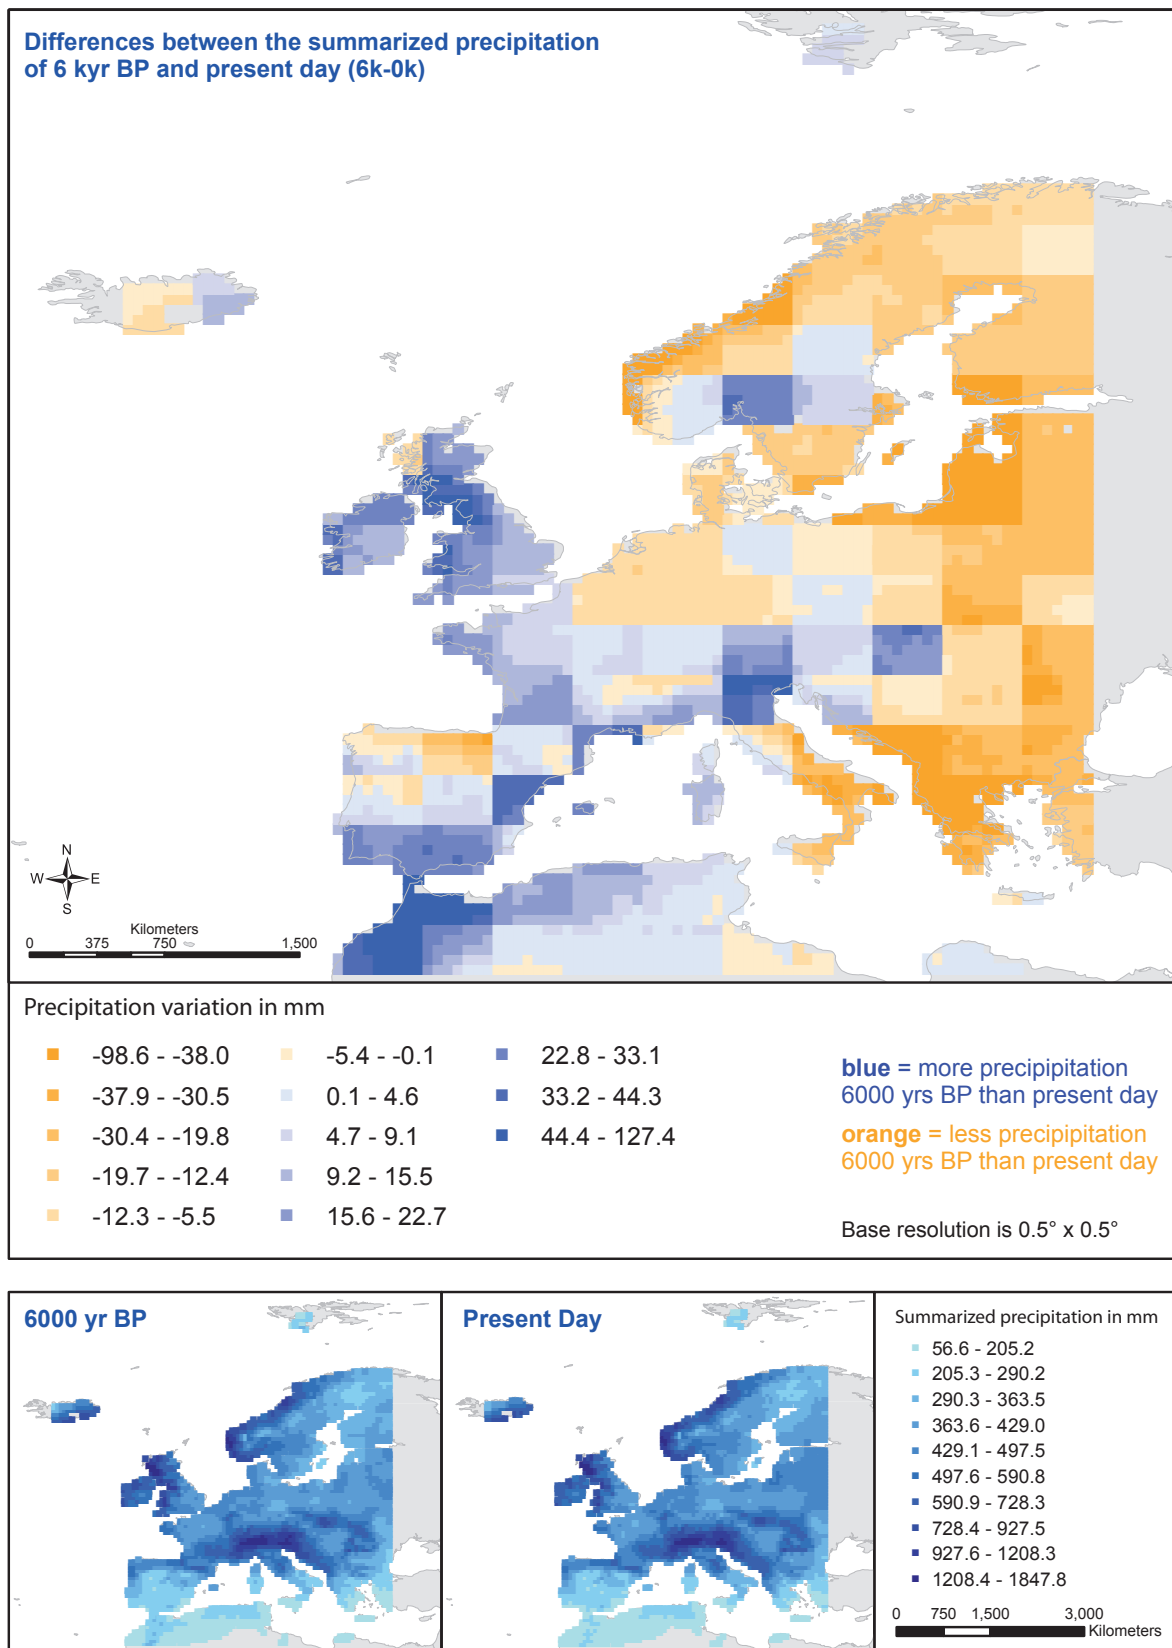 Differences between the summarized precipitation
of 6 kyr BP and present day (6k-0k)
N
W E
S
Kilometers
0 375 750 1,500
Precipitation variation in mm
-98.6 - -38.0
-37.9 - -30.5
-30.4 - -19.8
-19.7 - -12.4
-12.3 - -5.5
-5.4 - -0.1
0.1 - 4.6
4.7 - 9.1
9.2 - 15.5
15.6 - 22.7
22.8 - 33.1
33.2 - 44.3
44.4 - 127.4
blue = more precipipitation
6000 yrs BP than present day
orange = less precipipitation
6000 yrs BP than present day
Base resolution is 0.5° x 0.5°
6000 yr BP
Present Day
Summarized precipitation in mm
56.6 - 205.2
205.3 - 290.2
290.3 - 363.5
363.6 - 429.0
429.1 - 497.5
497.6 - 590.8
590.9 - 728.3
728.4 - 927.5
927.6 - 1208.3
1208.4 - 1847.8
0 750 1,500 3,000
Kilometers